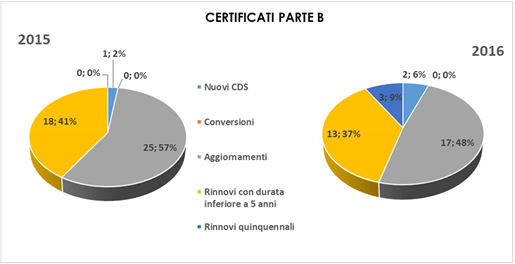 CERTIFICATI PARTE B
2015
2016
1; 2%
0; 0%
0; 0%
18; 41%
25; 57%
Nuovi CDS
Conversioni
Aggiornamenti
Rinnovi con durata
inferiore a 5 anni
Rinnovi quinquennali
2; 6%
0; 0%
3; 9%
13; 37%
17; 48%